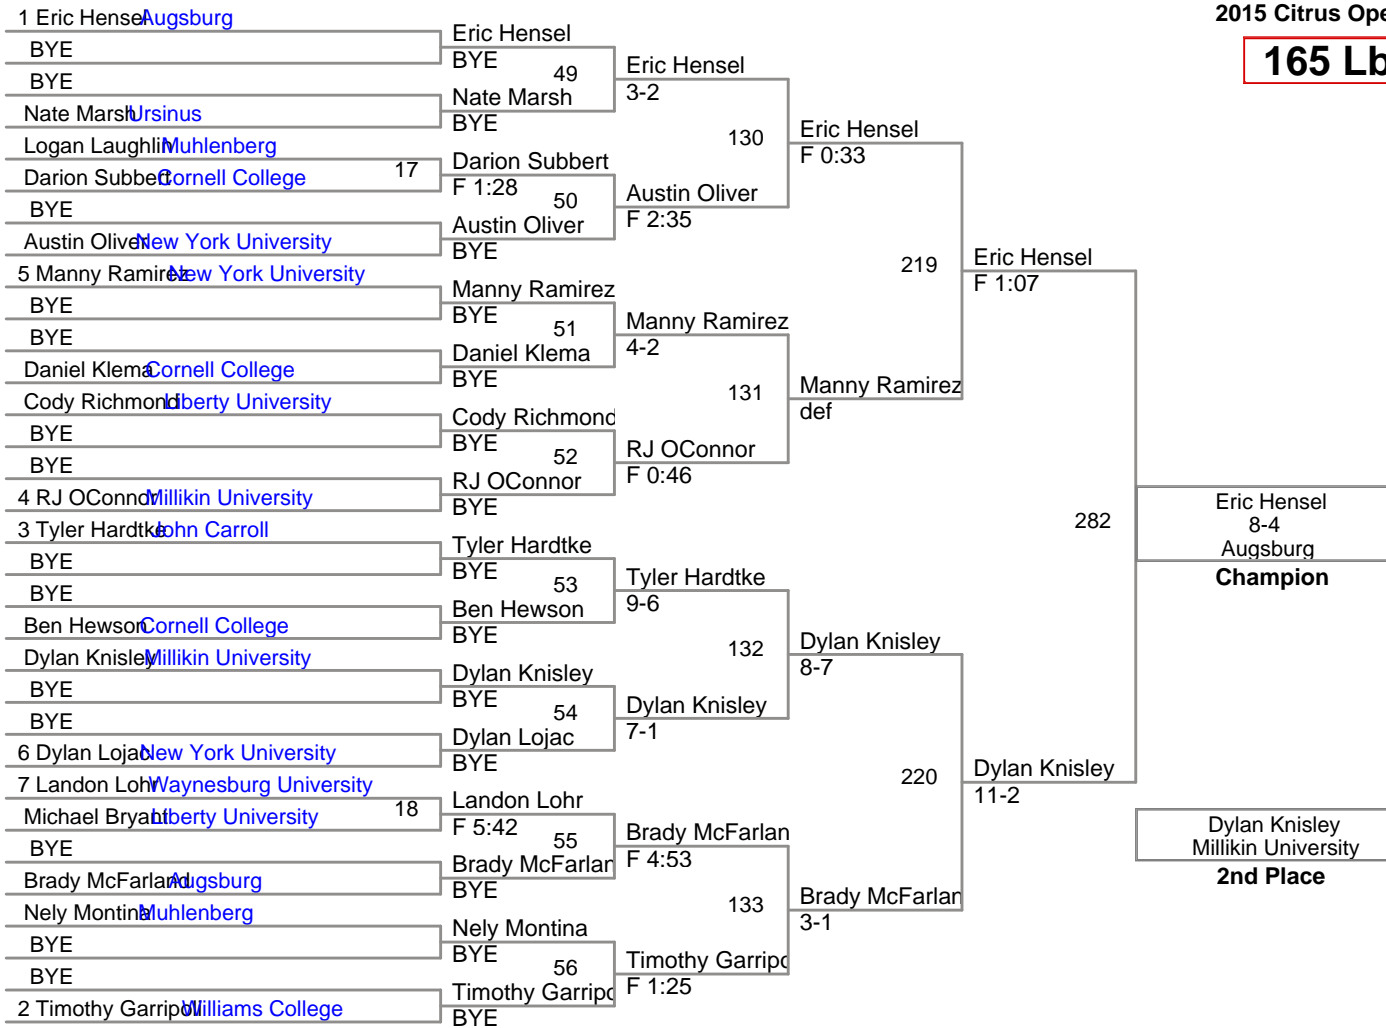 2015 Citrus Ope
165 Lb
1 Eric Hensel Augsburg
BYE
BYE
Nate Marsh Ursinus
Logan Laughlin Muhlenberg
Darion Subbert Cornell College
BYE
Austin Oliver New York University
5 Manny Ramirez New York University
BYE
BYE
Daniel Klema Cornell College
Cody Richmond Liberty University
BYE
BYE
4 RJ OConnor Millikin University
3 Tyler Hardtke John Carroll
BYE
BYE
Ben Hewson Cornell College
Dylan Knisley Millikin University
BYE
BYE
6 Dylan Lojac New York University
7 Landon Lohr Waynesburg University
Michael Bryant Liberty University
BYE
Brady McFarland Augsburg
Nely Montina Muhlenberg
BYE
BYE
2 Timothy Garripoli Williams College
17
18
Eric Hensel
BYE
49
Nate Marsh
BYE
Darion Subbert
F 1:28
50
Austin Oliver
BYE
Manny Ramirez
BYE
51
Daniel Klema
BYE
Cody Richmond
BYE
52
RJ OConnor
BYE
Tyler Hardtke
BYE
53
Ben Hewson
BYE
Dylan Knisley
BYE
54
Dylan Lojac
BYE
Landon Lohr
F 5:42
55
Brady McFarlan
BYE
Nely Montina
BYE
56
Timothy Garripo
BYE
Eric Hensel
3-2
130
Austin Oliver
F 2:35
Manny Ramirez
4-2
131
RJ OConnor
F 0:46
Tyler Hardtke
9-6
132
Dylan Knisley
7-1
Brady McFarlan
F 4:53
133
Timothy Garripo
F 1:25
Eric Hensel
F 0:33
219
Manny Ramirez
def
Dylan Knisley
8-7
220
Brady McFarlan
3-1
Eric Hensel
F 1:07
282
Dylan Knisley
11-2
Eric Hensel
8-4
Augsburg
Champion
Dylan Knisley
Millikin University
2nd Place